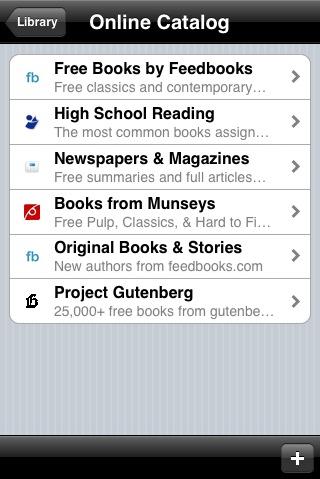 Library
Online Catalog
fb
Free Books by Feedbooks
Free classics and contemporary…
High School Reading
The most common books assign…
Newspapers & Magazines
Free summaries and full articles…
Books from Munseys
Free Pulp, Classics, & Hard to Fi…
fb
Original Books & Stories
New authors from feedbooks.com
Project Gutenberg
25,000+ free books from gutenbe…